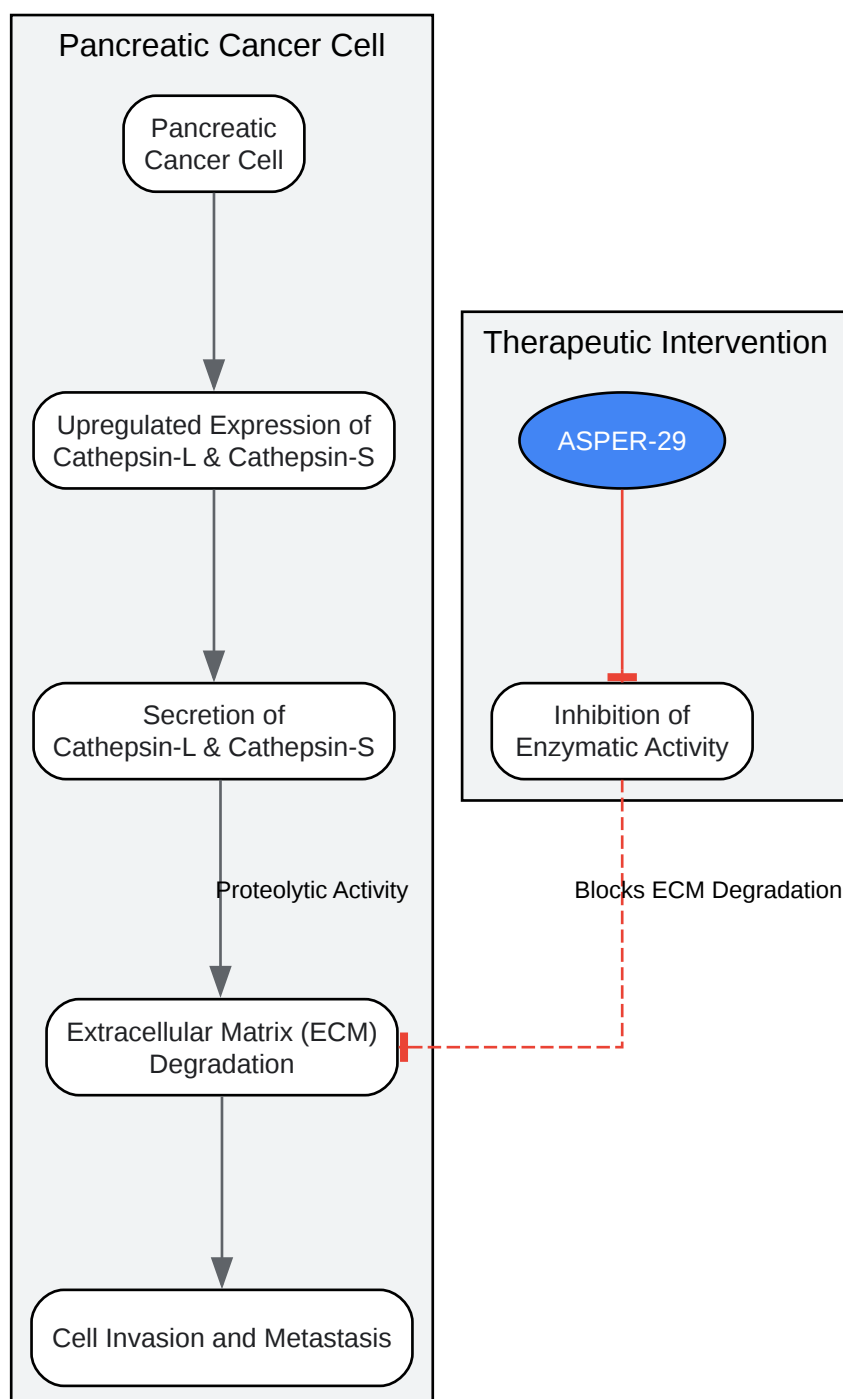 Pancreatic Cancer Cell
Pancreatic
Cancer Cell
Upregulated Expression of
Cathepsin-L & Cathepsin-S
Secretion of
Cathepsin-L & Cathepsin-S
Proteolytic Activity
Extracellular Matrix (ECM)
Degradation
Cell Invasion and Metastasis
Therapeutic Intervention
ASPER-29
Inhibition of
Enzymatic Activity
Blocks ECM Degradation